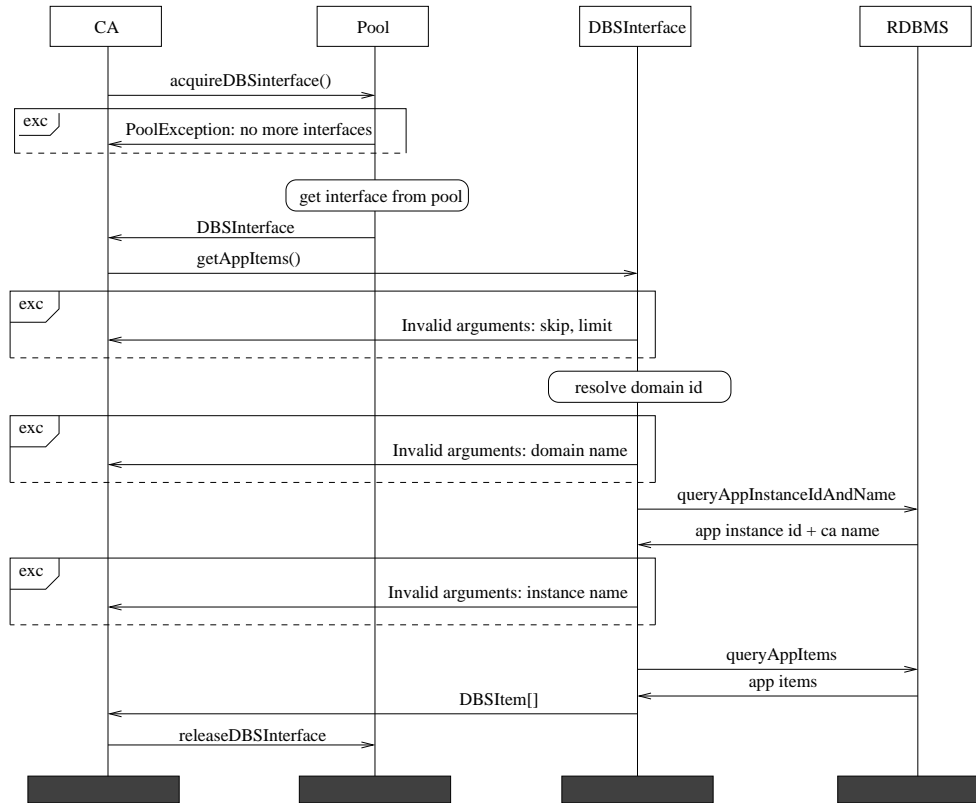 CA
Pool
DBSInterface
RDBMS
acquireDBSinterface()
exc
PoolException: no more interfaces
get interface from pool
DBSInterface
getAppItems()
exc
Invalid arguments: skip, limit
resolve domain id
exc
Invalid arguments: domain name
queryAppInstanceIdAndName
app instance id + ca name
exc
Invalid arguments: instance name
queryAppItems
app items
DBSItem[]
releaseDBSInterface